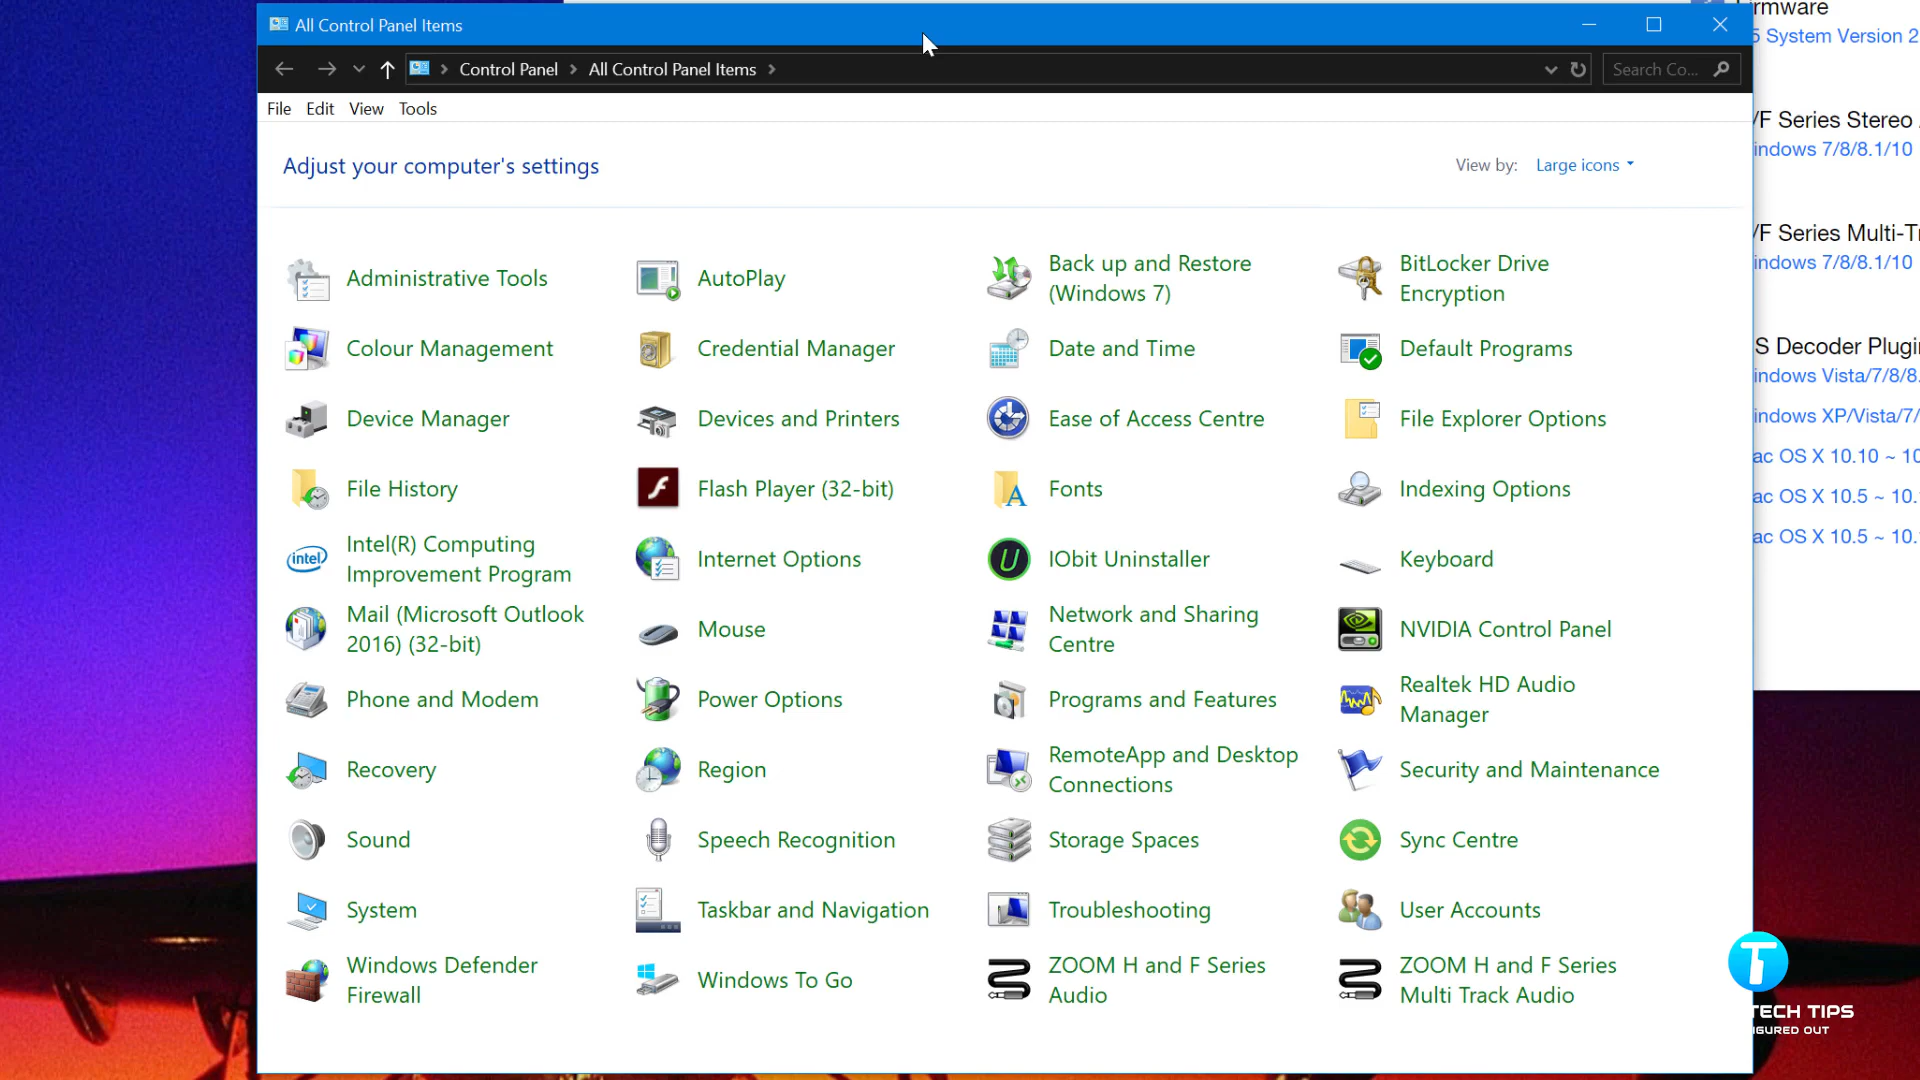 All Control Panel Items
Control Panel
All Control Panel Items
Search Co...
File Edit View Tools
Adjust your computer's settings
View by: Large icons
Administrative Tools
AutoPlay
Back up and Restore
(Windows 7)
BitLocker Drive
Encryption
Colour Management
Credential Manager
Date and Time
Default Programs
Device Manager
Devices and Printers
Ease of Access Centre
File Explorer Options
File History
Flash Player (32-bit)
Fonts
Indexing Options
intel
Intel(R) Computing
Improvement Program
Internet Options
IObit Uninstaller
Keyboard
Mail (Microsoft Outlook
2016) (32-bit)
Mouse
Network and Sharing
Centre
NVIDIA Control Panel
Phone and Modem
Power Options
Programs and Features
Realtek HD Audio
Manager
Recovery
Region
RemoteApp and Desktop
Connections
Security and Maintenance
Sound
Speech Recognition
Storage Spaces
Sync Centre
System
Taskbar and Navigation
Troubleshooting
User Accounts
Windows Defender
Firewall
Windows To Go
ZOOM H and F Series
Audio
ZOOM H and F Series
Multi Track Audio
rmware
5 System Version 2
/F Series Stereo
indows 7/8/8.1/10
/F Series Multi-Tr
indows 7/8/8.1/10
S Decoder Plugi
indows Vista/7/8/8.
indows XP/Vista/7/
ac OS X 10.10 ~ 10
ac OS X 10.5 ~ 10.
ac OS X 10.5 ~ 10.
TECH TIPS
IGURED OUT